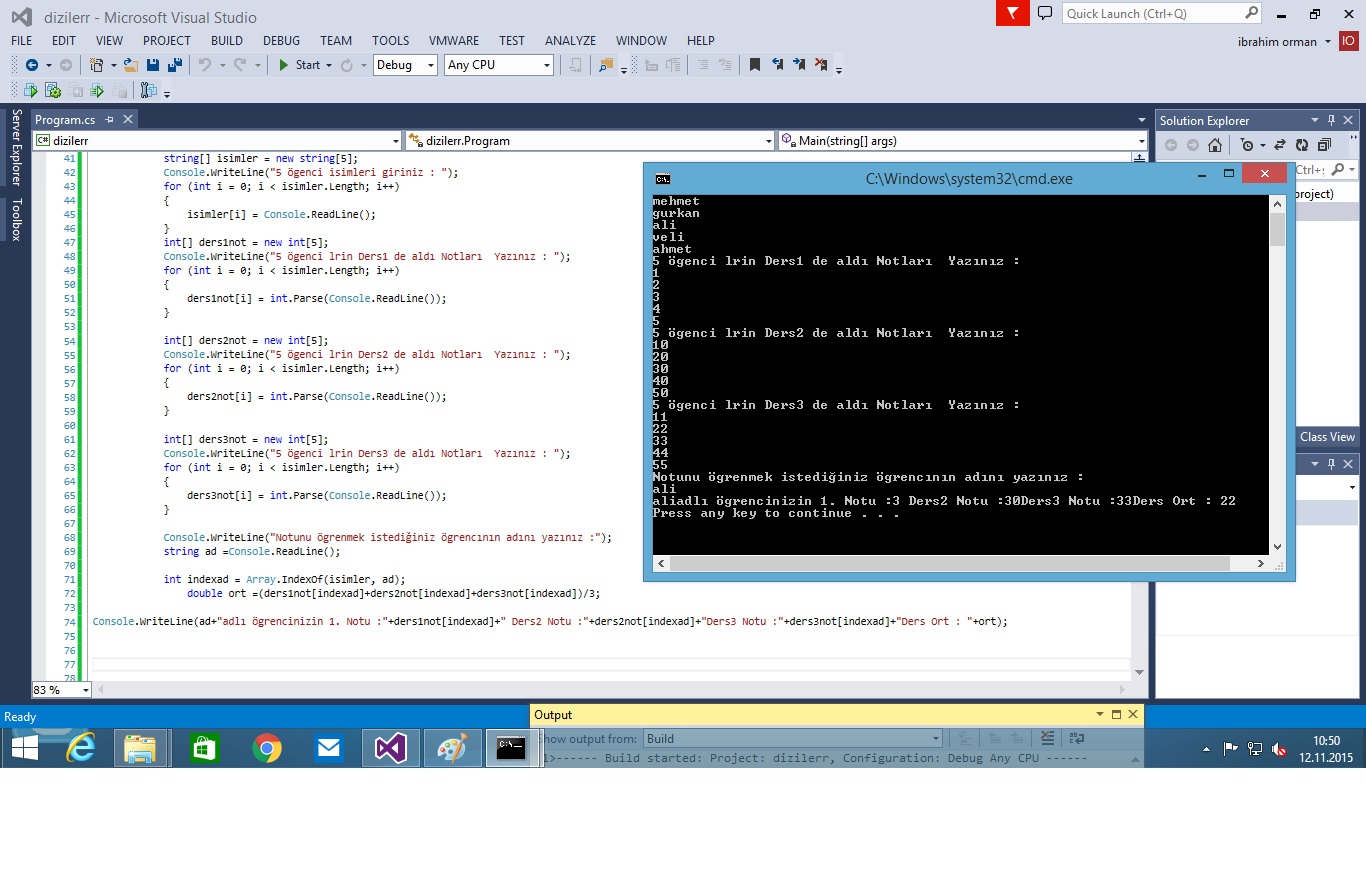 dizilerr - Microsoft Visual Studio
Quick Launch (Ctrl+Q)
FILE EDIT VIEW PROJECT BUILD DEBUG TEAM TOOLS VMWARE TEST ANALYZE WINDOW HELP
ibrahim orman IO
Start Debug Any CPU
Server Explorer
Toolbox
Program.cs
C# dizilerr dizilerr.Program Main(string[] args)
41 string[] isimler = new string[5];
42 Console.WriteLine("5 ögenci isimleri giriniz : ");
43 for (int i = 0; i < isimler.Length; i++)
44 {
45 isimler[i] = Console.ReadLine();
46 }
47 int[] ders1not = new int[5];
48 Console.WriteLine("5 ögenci lrin Ders1 de aldı Notları  Yazınız : ");
49 for (int i = 0; i < isimler.Length; i++)
50 {
51 ders1not[i] = int.Parse(Console.ReadLine());
52 }
53
54 int[] ders2not = new int[5];
55 Console.WriteLine("5 ögenci lrin Ders2 de aldı Notları  Yazınız : ");
56 for (int i = 0; i < isimler.Length; i++)
57 {
58 ders2not[i] = int.Parse(Console.ReadLine());
59 }
60
61 int[] ders3not = new int[5];
62 Console.WriteLine("5 ögenci lrin Ders3 de aldı Notları  Yazınız : ");
63 for (int i = 0; i < isimler.Length; i++)
64 {
65 ders3not[i] = int.Parse(Console.ReadLine());
66 }
67
68 Console.WriteLine("Notunu ögrenmek istediğiniz ögrencının adını yazınız :");
69 string ad =Console.ReadLine();
70
71 int indexad = Array.IndexOf(isimler, ad);
72 double ort =(ders1not[indexad]+ders2not[indexad]+ders3not[indexad])/3;
73
74 Console.WriteLine(ad+"adlı ögrencinizin 1. Notu :"+ders1not[indexad]+" Ders2 Notu :"+ders2not[indexad]+"Ders3 Notu :"+ders3not[indexad]+"Ders Ort : "+ort);
75
76
77
78
83 %
C:\Windows\system32\cmd.exe
mehmet
gurkan
ali
veli
ahmet
5 ögenci lrin Ders1 de aldı Notları  Yazınız :
1
2
3
4
5
5 ögenci lrin Ders2 de aldı Notları  Yazınız :
10
20
30
40
50
5 ögenci lrin Ders3 de aldı Notları  Yazınız :
11
22
33
44
55
Notunu ögrenmek istediğiniz ögrencının adını yazınız :
ali
aliadlı ögrencinizin 1. Notu :3 Ders2 Notu :30Ders3 Notu :33Ders Ort : 22
Press any key to continue . . .
Solution Explorer
Ctrl+;
project)
Class View
Ready
Output
Show output from: Build
1>------ Build started: Project: dizilerr, Configuration: Debug Any CPU ------
10:50
12.11.2015